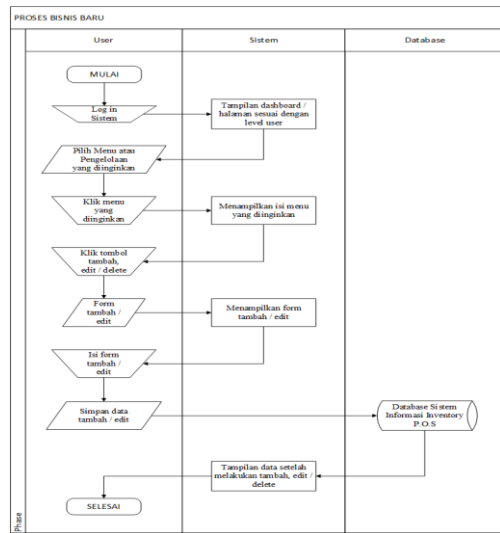 PROSES BISNIS BARU
User
Sistem
Database
MULAI
Log in
Sistem
Tampilan dashboard /
halaman sesuai dengan
level user
Pilih Menu atau
Pengelolaan
yang diinginkan
Klik menu
yang
diinginkan
Menampilkan isi menu
yang diinginkan
Klik tombol
tambah,
edit / delete
Form
tambah /
edit
Menampilkan form
tambah / edit
Isi form
tambah /
edit
Simpan data
tambah / edit
Database Sistem
Informasi Inventory
P.O.S
Tampilan data setelah
melakukan tambah, edit /
delete
SELESAI
Phase